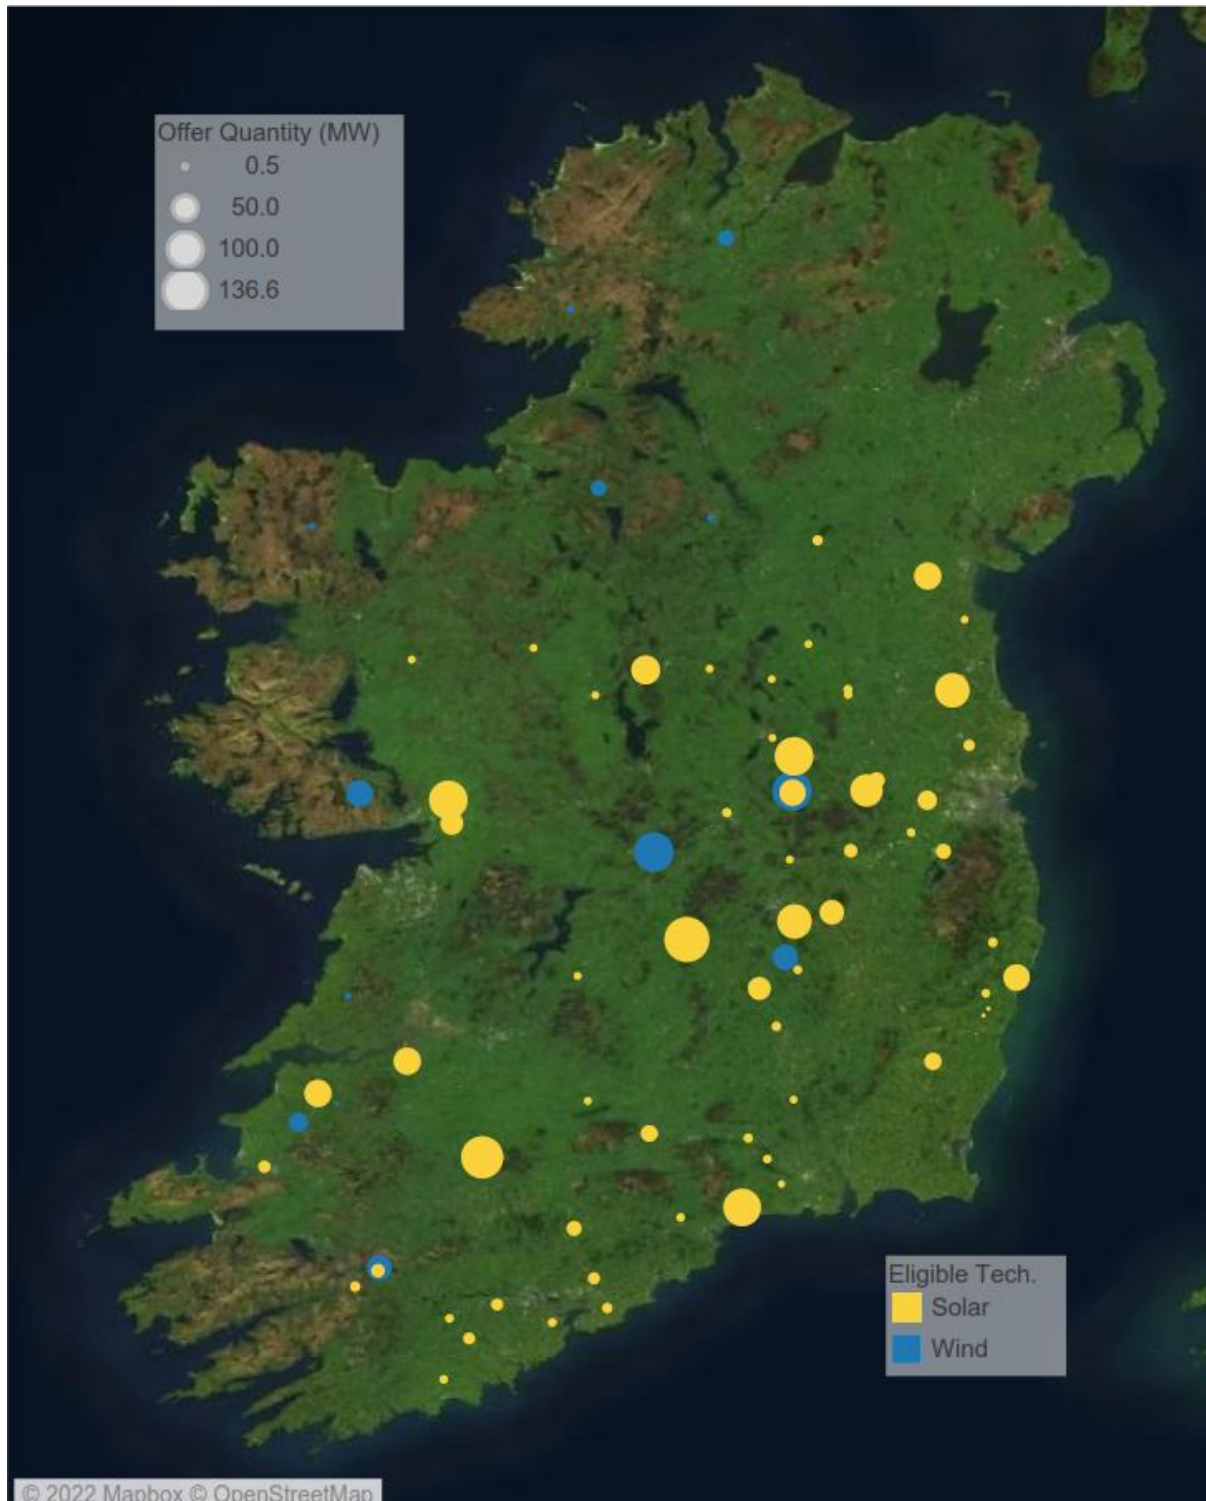 Offer Quantity (MW)
0.5
50.0
100.0
136.6
Eligible Tech.
Solar
Wind
© 2022 Mapbox © OpenStreetMap